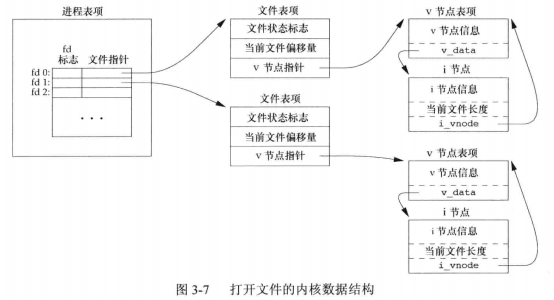 进程表项
fd
标志 文件指针
fd 0:
fd 1:
fd 2:
· · ·
文件表项
文件状态标志
当前文件偏移量
v 节点指针
文件表项
文件状态标志
当前文件偏移量
v 节点指针
v 节点表项
v 节点信息
v_data
i 节点
i 节点信息
当前文件长度
i_vnode
v 节点表项
v 节点信息
v_data
i 节点
i 节点信息
当前文件长度
i_vnode
图 3-7 打开文件的内核数据结构